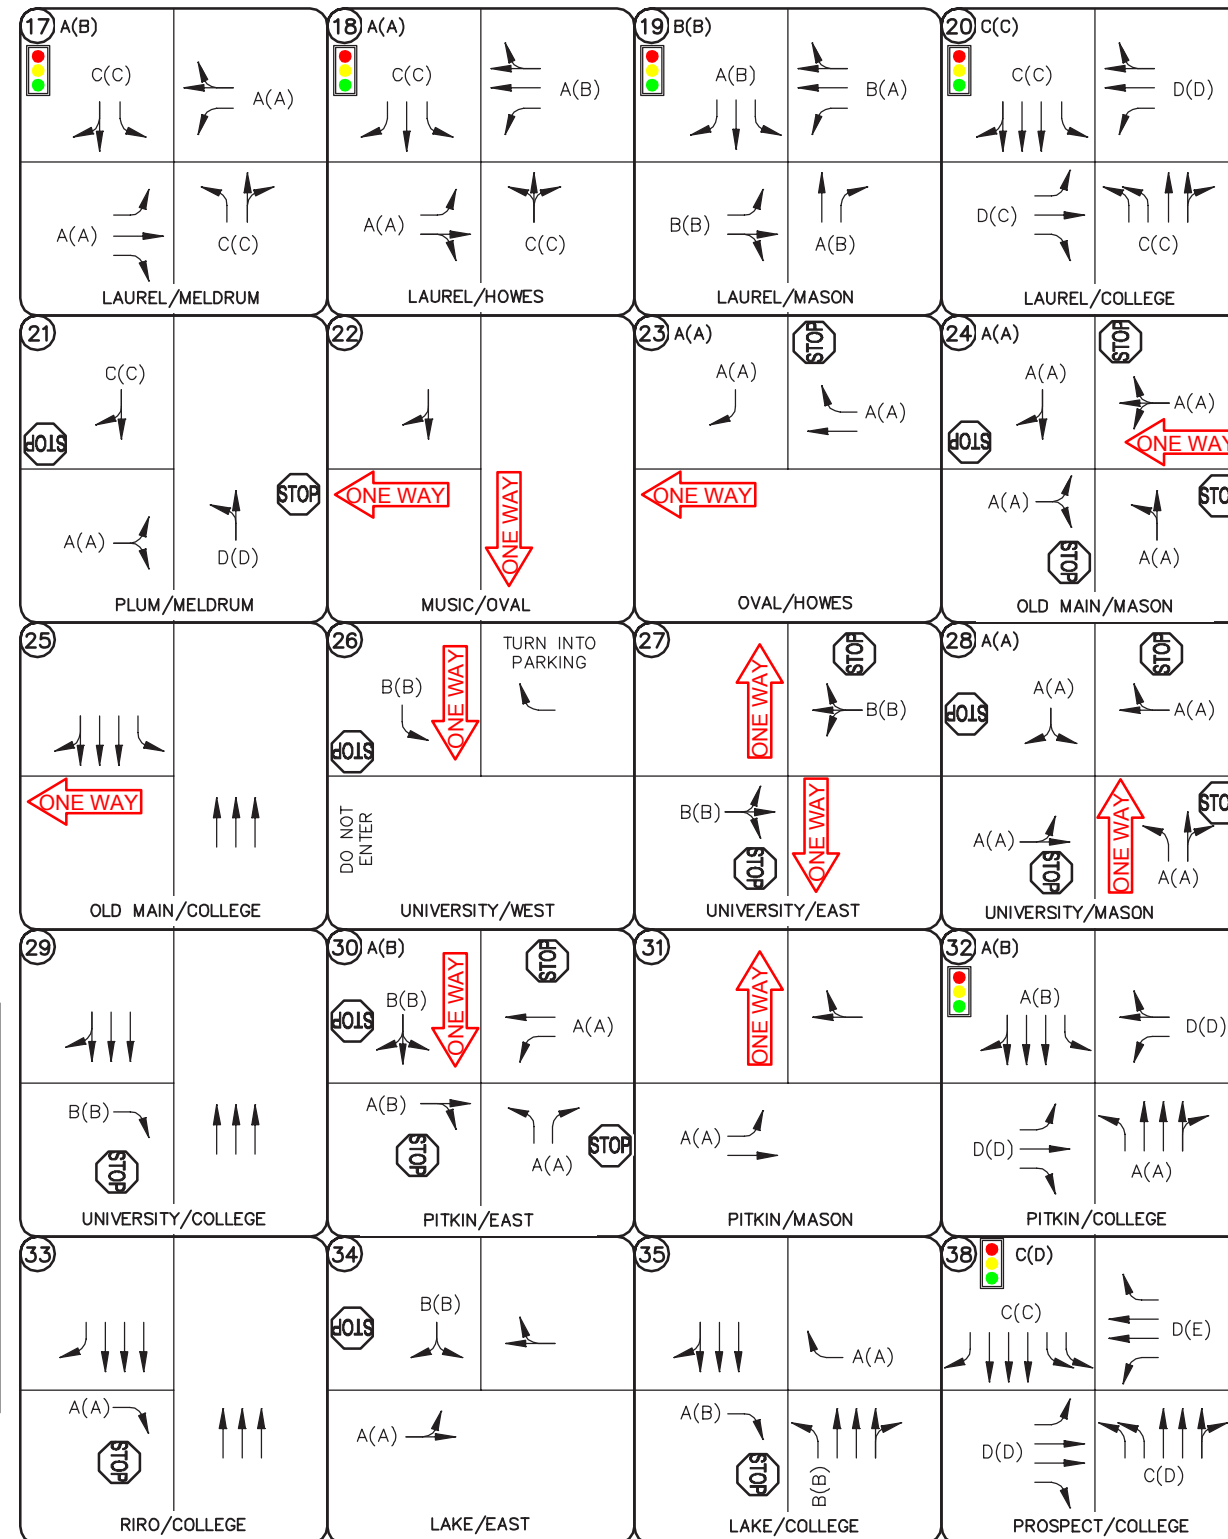 17 A(B)
C(C)
A(A)
A(A)
C(C)
LAUREL/MELDRUM
18 A(A)
C(C)
A(B)
A(A)
C(C)
LAUREL/HOWES
19 B(B)
A(B)
B(A)
B(B)
A(B)
LAUREL/MASON
20 C(C)
C(C)
D(D)
D(C)
C(C)
LAUREL/COLLEGE
21
C(C)
STOP
STOP
A(A)
D(D)
PLUM/MELDRUM
22
ONE WAY
ONE WAY
MUSIC/OVAL
23 A(A)
STOP
A(A)
A(A)
ONE WAY
OVAL/HOWES
24 A(A)
STOP
A(A)
A(A)
STOP
ONE WAY
A(A)
STOP
STOP
A(A)
OLD MAIN/MASON
25
ONE WAY
OLD MAIN/COLLEGE
26
TURN INTO
PARKING
B(B)
ONE WAY
STOP
DO NOT
ENTER
UNIVERSITY/WEST
27
STOP
ONE WAY
B(B)
B(B)
ONE WAY
STOP
UNIVERSITY/EAST
28 A(A)
STOP
A(A)
STOP
A(A)
STOP
A(A)
ONE WAY
STOP
A(A)
UNIVERSITY/MASON
29
B(B)
STOP
UNIVERSITY/COLLEGE
30 A(B)
STOP
B(B)
ONE WAY
STOP
A(A)
A(B)
STOP
STOP
A(A)
PITKIN/EAST
31
ONE WAY
A(A)
PITKIN/MASON
32 A(B)
A(B)
D(D)
D(D)
A(A)
PITKIN/COLLEGE
33
A(A)
STOP
RIRO/COLLEGE
34
B(B)
STOP
A(A)
LAKE/EAST
35
A(A)
A(B)
STOP
B(B)
LAKE/COLLEGE
38 C(D)
C(C)
D(E)
D(D)
C(D)
PROSPECT/COLLEGE